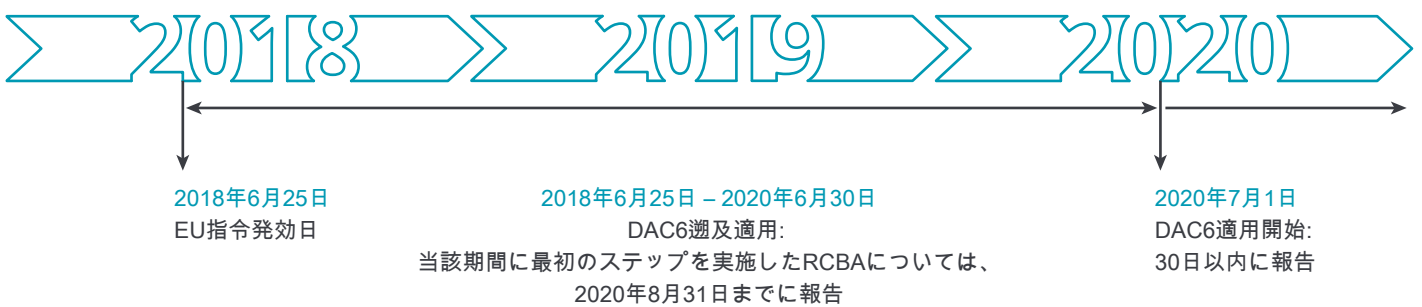 2018
2019
2020
2018年6月25日
EU指令発効日
2018年6月25日 – 2020年6月30日
DAC6遡及適用:
当該期間に最初のステップを実施したRCBAについては、
2020年8月31日までに報告
2020年7月1日
DAC6適用開始:
30日以内に報告